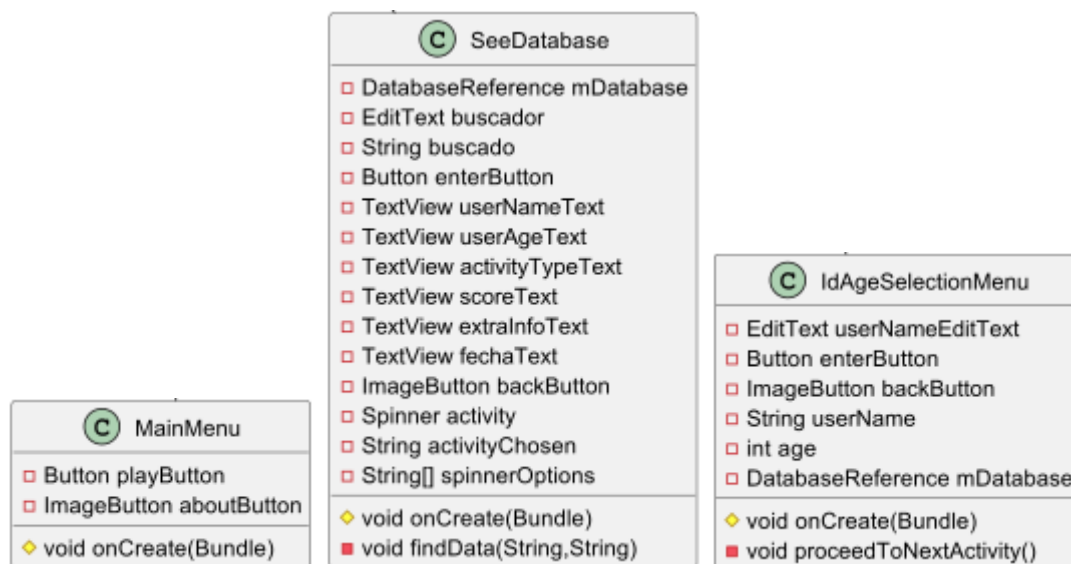 C SeeDatabase
DatabaseReference mDatabase
EditText buscador
String buscado
Button enterButton
TextView userNameText
TextView userAgeText
TextView activityTypeText
TextView scoreText
TextView extraInfoText
TextView fechaText
ImageButton backButton
Spinner activity
String activityChosen
String[] spinnerOptions
void onCreate(Bundle)
void findData(String,String)
C IdAgeSelectionMenu
EditText userNameEditText
Button enterButton
ImageButton backButton
String userName
int age
DatabaseReference mDatabase
void onCreate(Bundle)
void proceedToNextActivity()
C MainMenu
Button playButton
ImageButton aboutButton
void onCreate(Bundle)